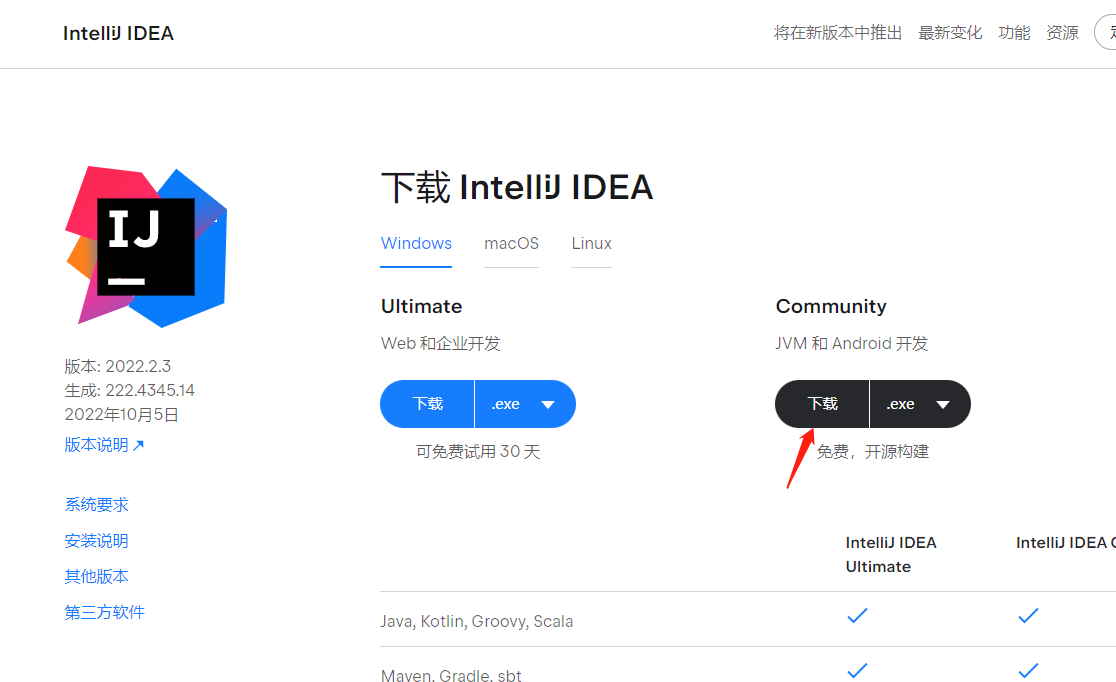 IntelliJ IDEA
将在新版本中推出 最新变化 功能 资源
IJ
下载 IntelliJ IDEA
Windows macOS Linux
Ultimate
Web 和企业开发
下载 .exe
可免费试用 30 天
Community
JVM 和 Android 开发
下载 .exe
免费，开源构建
版本: 2022.2.3
生成: 222.4345.14
2022年10月5日
版本说明 ↗
系统要求
安装说明
其他版本
第三方软件
IntelliJ IDEA
Ultimate
IntelliJ IDEA
Java, Kotlin, Groovy, Scala
Maven, Gradle, sbt